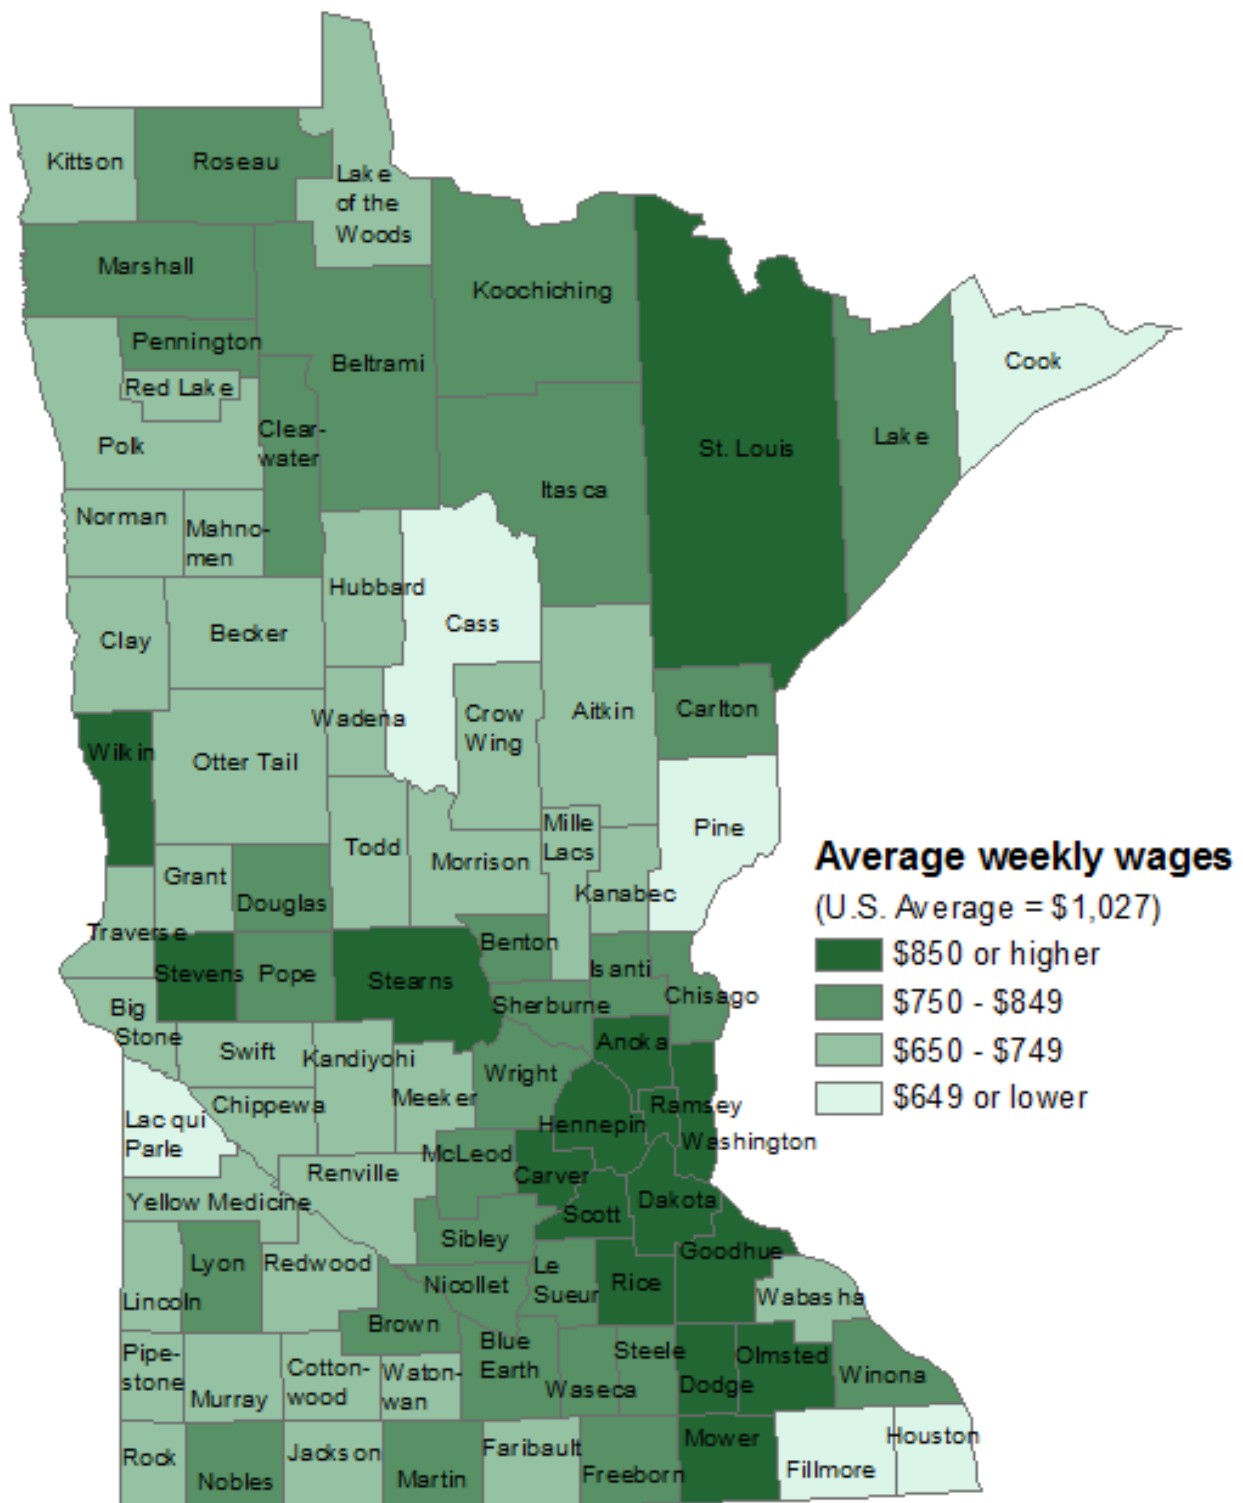 Kittson
Roseau
Lake
of the
Woods
Marshall
Koochiching
Pennington
Beltrami
Cook
Red Lake
Clear-
water
Polk
St. Louis
Lake
Itasca
Norman
Mahno-
men
Hubbard
Cass
Clay
Becker
Wadena
Crow
Wing
Aitkin
Carlton
Wilkin
Otter Tail
Mille
Lacs
Pine
Todd
Morrison
Grant
Kanabec
Douglas
Traverse
Benton
Stevens
Pope
Stearns
Isanti
Chisago
Big
Stone
Sherburne
Swift
Kandiyohi
Anoka
Wright
Meeker
Chippewa
Ramsey
Hennepin
Washington
Lac qui
Parle
McLeod
Carver
Renville
Yellow Medicine
Dakota
Scott
Sibley
Goodhue
Lyon
Redwood
Le
Sueur
Rice
Nicollet
Lincoln
Wabasha
Brown
Blue
Earth
Steele
Olmsted
Pipe-
stone
Murray
Cotton-
wood
Waton-
wan
Waseca
Dodge
Winona
Rock
Nobles
Jackson
Martin
Faribault
Freeborn
Mower
Fillmore
Houston
Average weekly wages
(U.S. Average = $1,027)
$850 or higher
$750 - $849
$650 - $749
$649 or lower